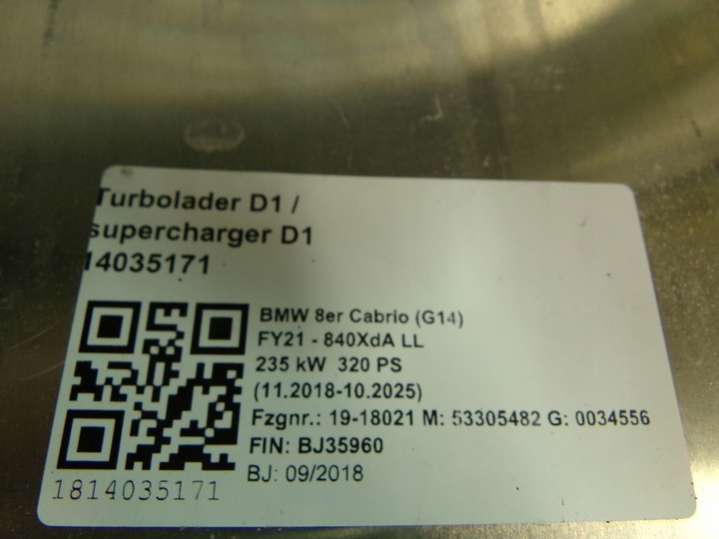 Turbolader D1 /
supercharger D1
14035171
BMW 8er Cabrio (G14)
FY21 - 840XdA LL
235 kW 320 PS
(11.2018-10.2025)
Fzgnr.: 19-18021 M: 53305482 G: 0034556
FIN: BJ35960
BJ: 09/2018
1814035171